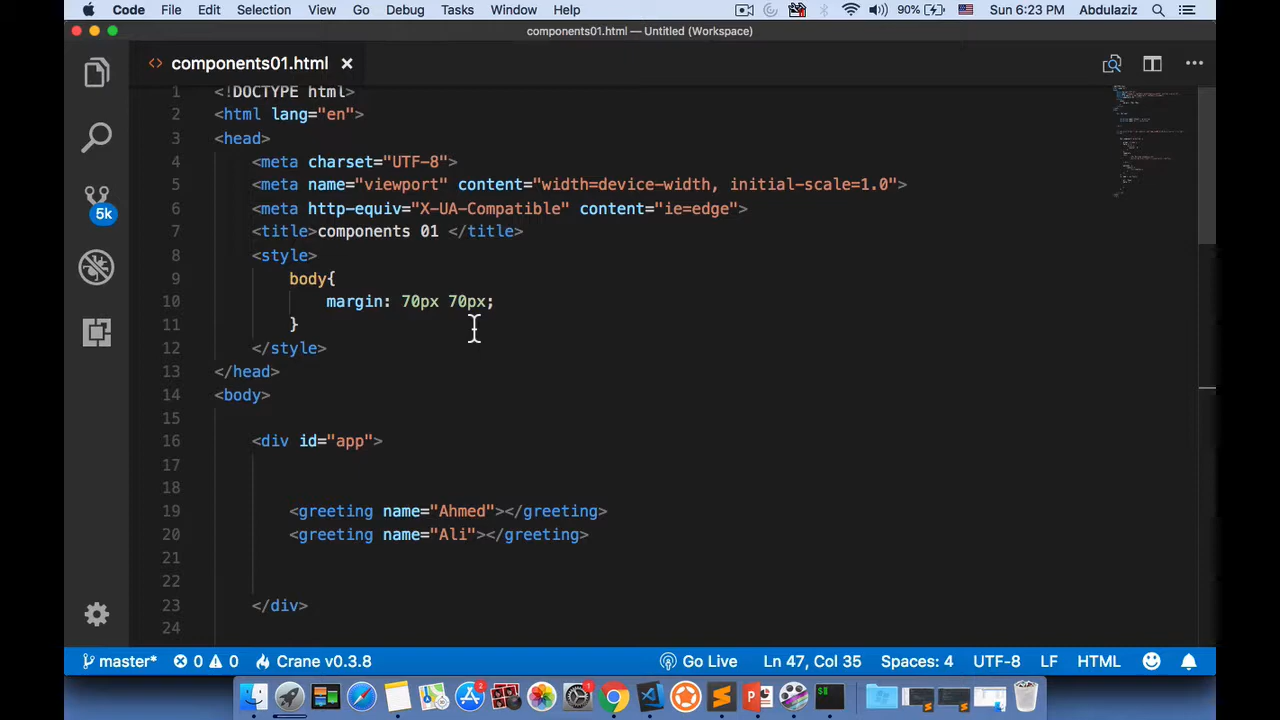 Code File Edit Selection View Go Debug Tasks Window Help 90% Sun 6:23 PM Abdulaziz
components01.html — Untitled (Workspace)
<> components01.html ×
1 <!DOCTYPE html>
2 <html lang="en">
3 <head>
4 <meta charset="UTF-8">
5 <meta name="viewport" content="width=device-width, initial-scale=1.0">
6 <meta http-equiv="X-UA-Compatible" content="ie=edge">
7 <title>components 01 </title>
8 <style>
9 body{
10 margin: 70px 70px;
11 }
12 </style>
13 </head>
14 <body>
15
16 <div id="app">
17
18
19 <greeting name="Ahmed"></greeting>
20 <greeting name="Ali"></greeting>
21
22
23 </div>
24
5k
master* 0 0 Crane v0.3.8 Go Live Ln 47, Col 35 Spaces: 4 UTF-8 LF HTML
2 1